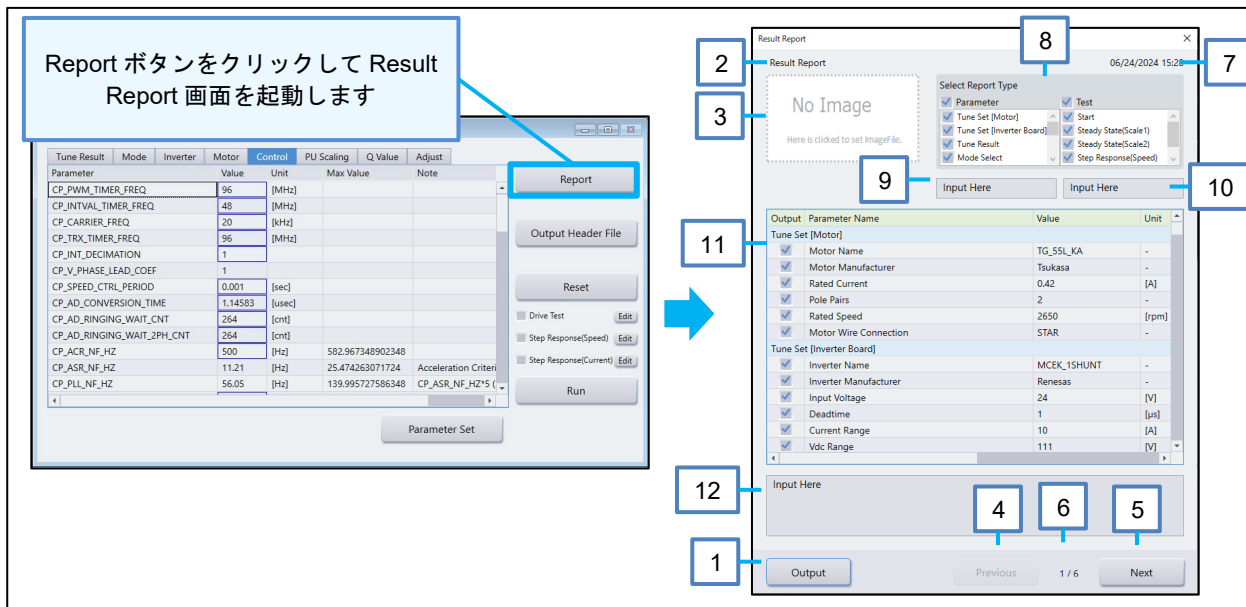 Report ボタンをクリックして Result
Report 画面を起動します
Tune Result Mode Inverter Motor Control PU Scaling Q Value Adjust
Parameter Value Unit Max Value Note
CP_PWM_TIMER_FREQ 96 [MHz]
CP_INTVAL_TIMER_FREQ 48 [MHz]
CP_CARRIER_FREQ 20 [kHz]
CP_TRX_TIMER_FREQ 96 [MHz]
CP_INT_DECIMATION 1
CP_V_PHASE_LEAD_COEF 1
CP_SPEED_CTRL_PERIOD 0.001 [sec]
CP_AD_CONVERSION_TIME 1.14583 [usec]
CP_AD_RINGING_WAIT_CNT 264 [cnt]
CP_AD_RINGING_WAIT_2PH_CNT 264 [cnt]
CP_ACR_NF_HZ 500 [Hz] 582.967348902348
CP_ASR_NF_HZ 11.21 [Hz] 25.474263071724 Acceleration Criteri
CP_PLL_NF_HZ 56.05 [Hz] 139.995727586348 CP_ASR_NF_HZ*5 (
Report
Output Header File
Reset
Drive Test Edit
Step Response(Speed) Edit
Step Response(Current) Edit
Run
Parameter Set
Result Report
2
Result Report
8
06/24/2024 15:28
7
3
No Image
Here is clicked to set ImageFile.
Select Report Type
Parameter
Tune Set [Motor]
Tune Set [Inverter Board]
Tune Result
Mode Select
Test
Start
Steady State(Scale1)
Steady State(Scale2)
Step Response(Speed)
9
Input Here
Input Here
10
11
Output Parameter Name Value Unit
Tune Set [Motor]
Motor Name TG_55L_KA -
Motor Manufacturer Tsukasa -
Rated Current 0.42 [A]
Pole Pairs 2 -
Rated Speed 2650 [rpm]
Motor Wire Connection STAR -
Tune Set [Inverter Board]
Inverter Name MCEK_1SHUNT -
Inverter Manufacturer Renesas -
Input Voltage 24 [V]
Deadtime 1 [μs]
Current Range 10 [A]
Vdc Range 111 [V]
12
Input Here
4
6
5
1
Output
Previous
1 / 6
Next